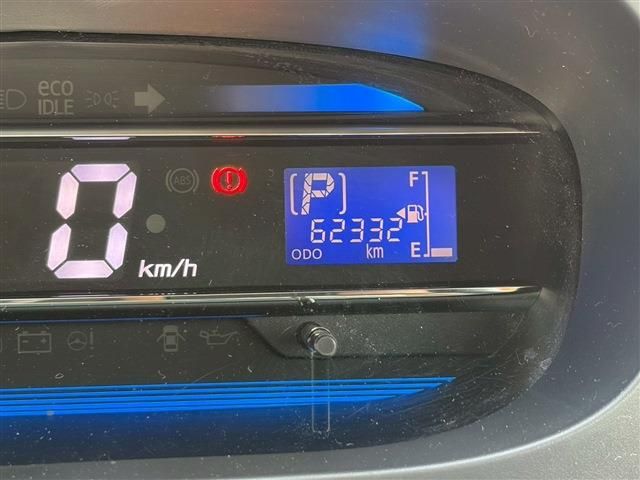 eco
IDLE
0
km/h
ABS
[P]
F
62332
ODO
km
E